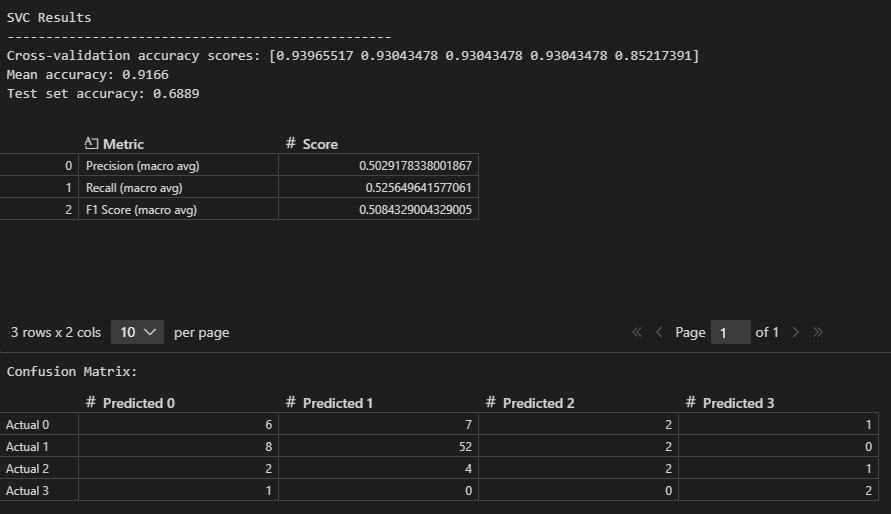 SVC Results
--------------------------------------------------
Cross-validation accuracy scores: [0.93965517 0.93043478 0.93043478 0.93043478 0.85217391]
Mean accuracy: 0.9166
Test set accuracy: 0.6889
Metric # Score
0 Precision (macro avg) 0.5029178338001867
1 Recall (macro avg) 0.525649641577061
2 F1 Score (macro avg) 0.5084329004329005
3 rows x 2 cols 10 per page Page 1 of 1
Confusion Matrix:
# Predicted 0 # Predicted 1 # Predicted 2 # Predicted 3
Actual 0 6 7 2 1
Actual 1 8 52 2 0
Actual 2 2 4 2 1
Actual 3 1 0 0 2